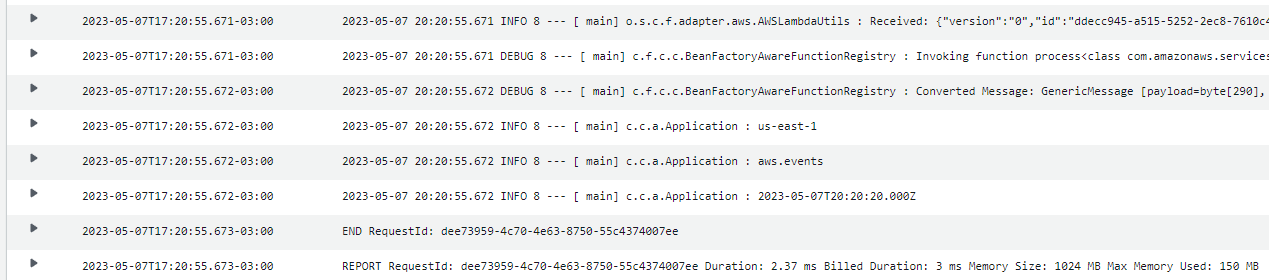 2023-05-07T17:20:55.671-03:00 2023-05-07 20:20:55.671 INFO 8 --- [ main] o.s.c.f.adapter.aws.AWSLambdaUtils : Received: {"version":"0","id":"ddecc945-a515-5252-2ec8-7610c4
2023-05-07T17:20:55.671-03:00 2023-05-07 20:20:55.671 DEBUG 8 --- [ main] c.f.c.c.BeanFactoryAwareFunctionRegistry : Invoking function process<class com.amazonaws.services
2023-05-07T17:20:55.672-03:00 2023-05-07 20:20:55.672 DEBUG 8 --- [ main] c.f.c.c.BeanFactoryAwareFunctionRegistry : Converted Message: GenericMessage [payload=byte[290],
2023-05-07T17:20:55.672-03:00 2023-05-07 20:20:55.672 INFO 8 --- [ main] c.c.a.Application : us-east-1
2023-05-07T17:20:55.672-03:00 2023-05-07 20:20:55.672 INFO 8 --- [ main] c.c.a.Application : aws.events
2023-05-07T17:20:55.672-03:00 2023-05-07 20:20:55.672 INFO 8 --- [ main] c.c.a.Application : 2023-05-07T20:20:20.000Z
2023-05-07T17:20:55.673-03:00 END RequestId: dee73959-4c70-4e63-8750-55c4374007ee
2023-05-07T17:20:55.673-03:00 REPORT RequestId: dee73959-4c70-4e63-8750-55c4374007ee Duration: 2.37 ms Billed Duration: 3 ms Memory Size: 1024 MB Max Memory Used: 150 MB